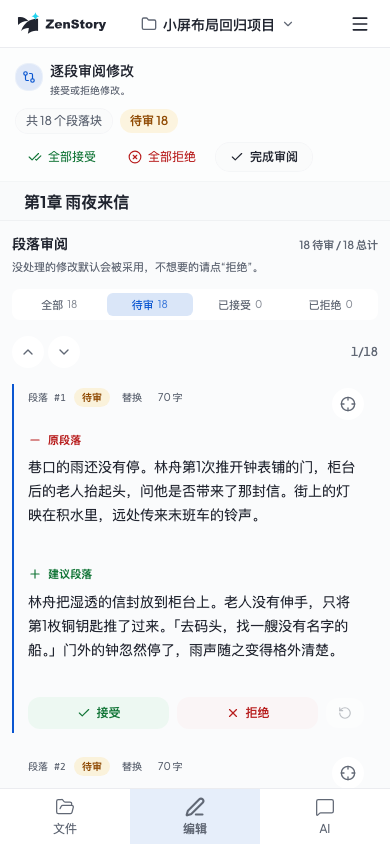 ZenStory
小屏布局回归项目
逐段审阅修改
接受或拒绝修改。
共 18 个段落块
待审 18
全部接受
全部拒绝
完成审阅
第1章 雨夜来信
段落审阅
18 待审 / 18 总计
没处理的修改默认会被采用，不想要的请点“拒绝”。
全部 18
待审 18
已接受 0
已拒绝 0
1/18
段落 #1 待审 替换 70 字
原段落
巷口的雨还没有停。林舟第1次推开钟表铺的门，柜台
后的老人抬起头，问他是否带来了那封信。街上的灯
映在积水里，远处传来末班车的铃声。
建议段落
林舟把湿透的信封放到柜台上。老人没有伸手，只将
第1枚铜钥匙推了过来。「去码头，找一艘没有名字的
船。」门外的钟忽然停了，雨声随之变得格外清楚。
接受
拒绝
段落 #2 待审 替换 70 字
文件
编辑
AI